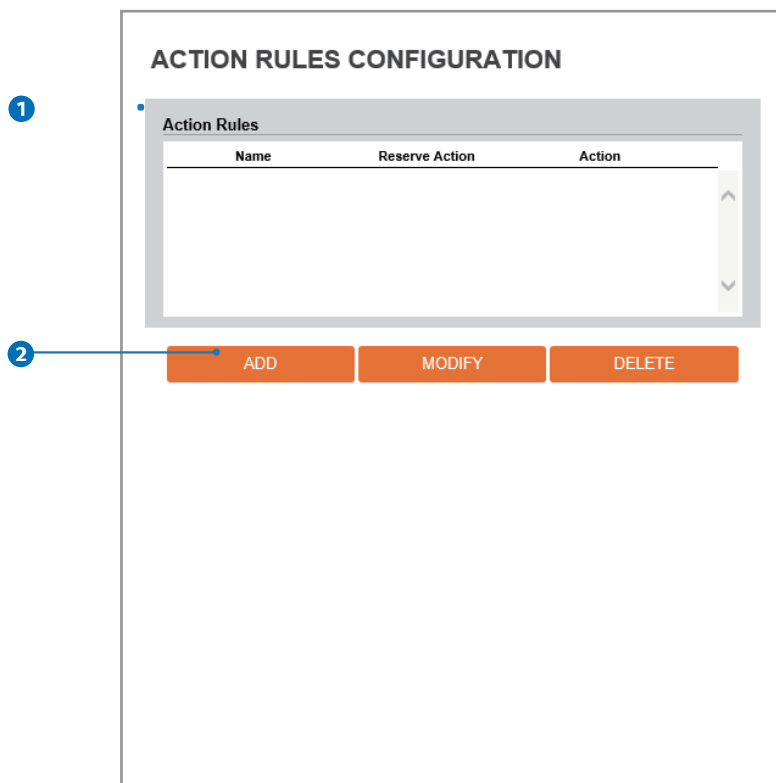 ACTION RULES CONFIGURATION
1
Action Rules
Name Reserve Action Action
2
ADD MODIFY DELETE